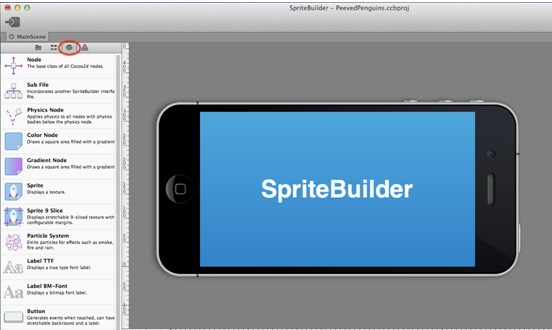 SpriteBuilder – PeevedPenguins.ccbproj
MainScene
Node
The base class of all Cocos2d nodes.
Sub File
Incorporates another SpriteBuilder interfa
file.
Physics Node
Applies physics to all nodes with physics
bodies below the physics node.
Color Node
Draws a square area filled with a
Gradient Node
Draws a square area filled with a gradient
Sprite
Displays a texture.
Sprite 9 Slice
Displays stretchable 9-sliced texture with
configurable margins.
Particle System
Emits particles for effects such as smoke,
fire and rain.
Label TTF
Displays a true type font label.
Label BM-Font
Displays a bitmap font label.
Button
Generates events when touched, can have
stretchable and a label.
SpriteBuilder